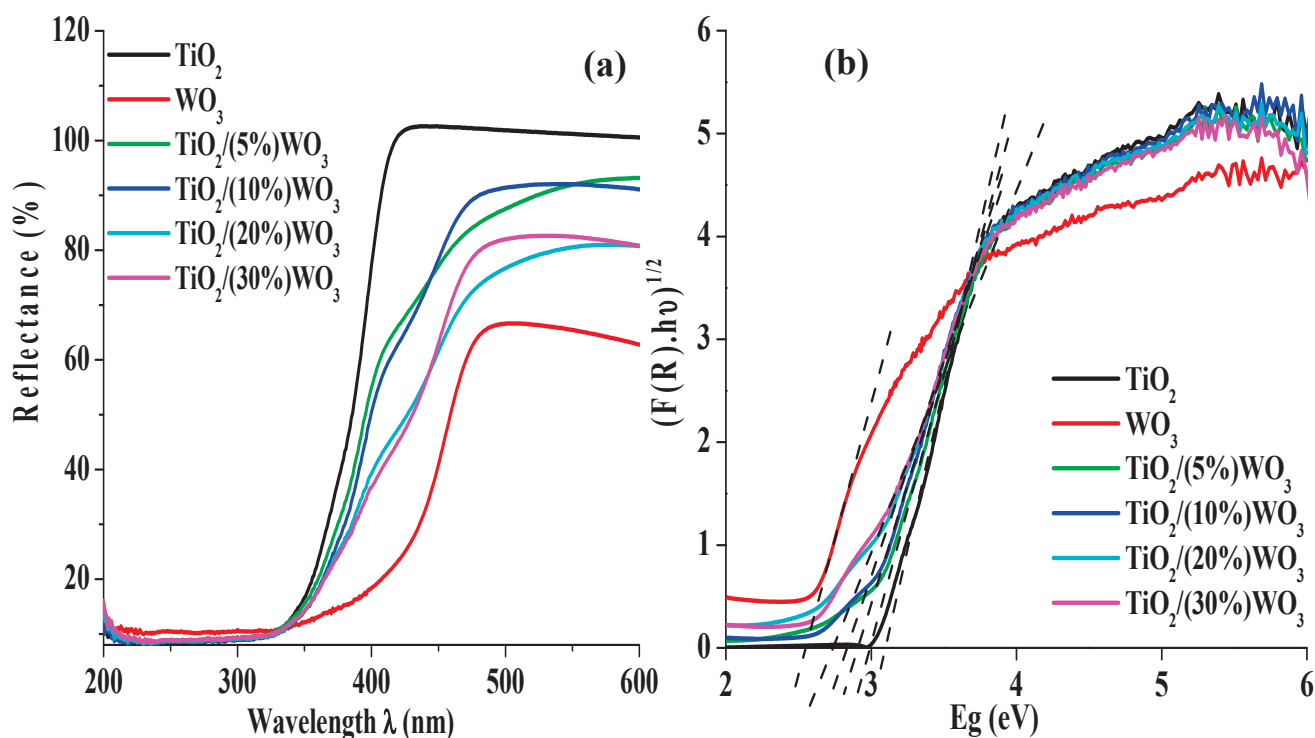 (a)
TiO2
WO3
TiO2/(5%)WO3
TiO2/(10%)WO3
TiO2/(20%)WO3
TiO2/(30%)WO3
Reflectance (%)
120
100
80
60
40
20
200
300
400
500
600
Wavelength λ (nm)
(b)
(F(R).hυ)1/2
6
5
4
3
2
1
0
TiO2
WO3
TiO2/(5%)WO3
TiO2/(10%)WO3
TiO2/(20%)WO3
TiO2/(30%)WO3
2
3
4
5
6
Eg (eV)